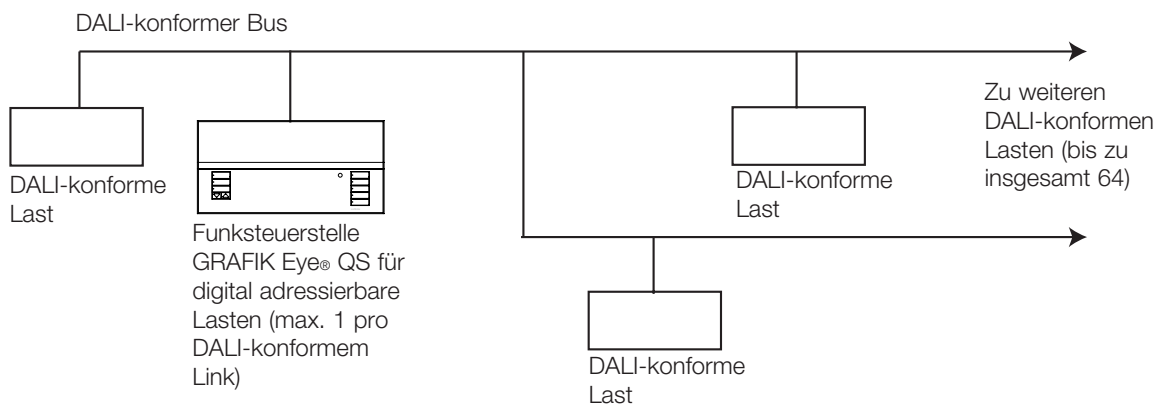 DALI-konformer Bus
DALI-konforme
Last
Funksteuerstelle
GRAFIK Eye® QS für
digital adressierbare
Lasten (max. 1 pro
DALI-konformem
Link)
DALI-konforme
Last
Zu weiteren
DALI-konformen
Lasten (bis zu
insgesamt 64)
DALI-konforme
Last